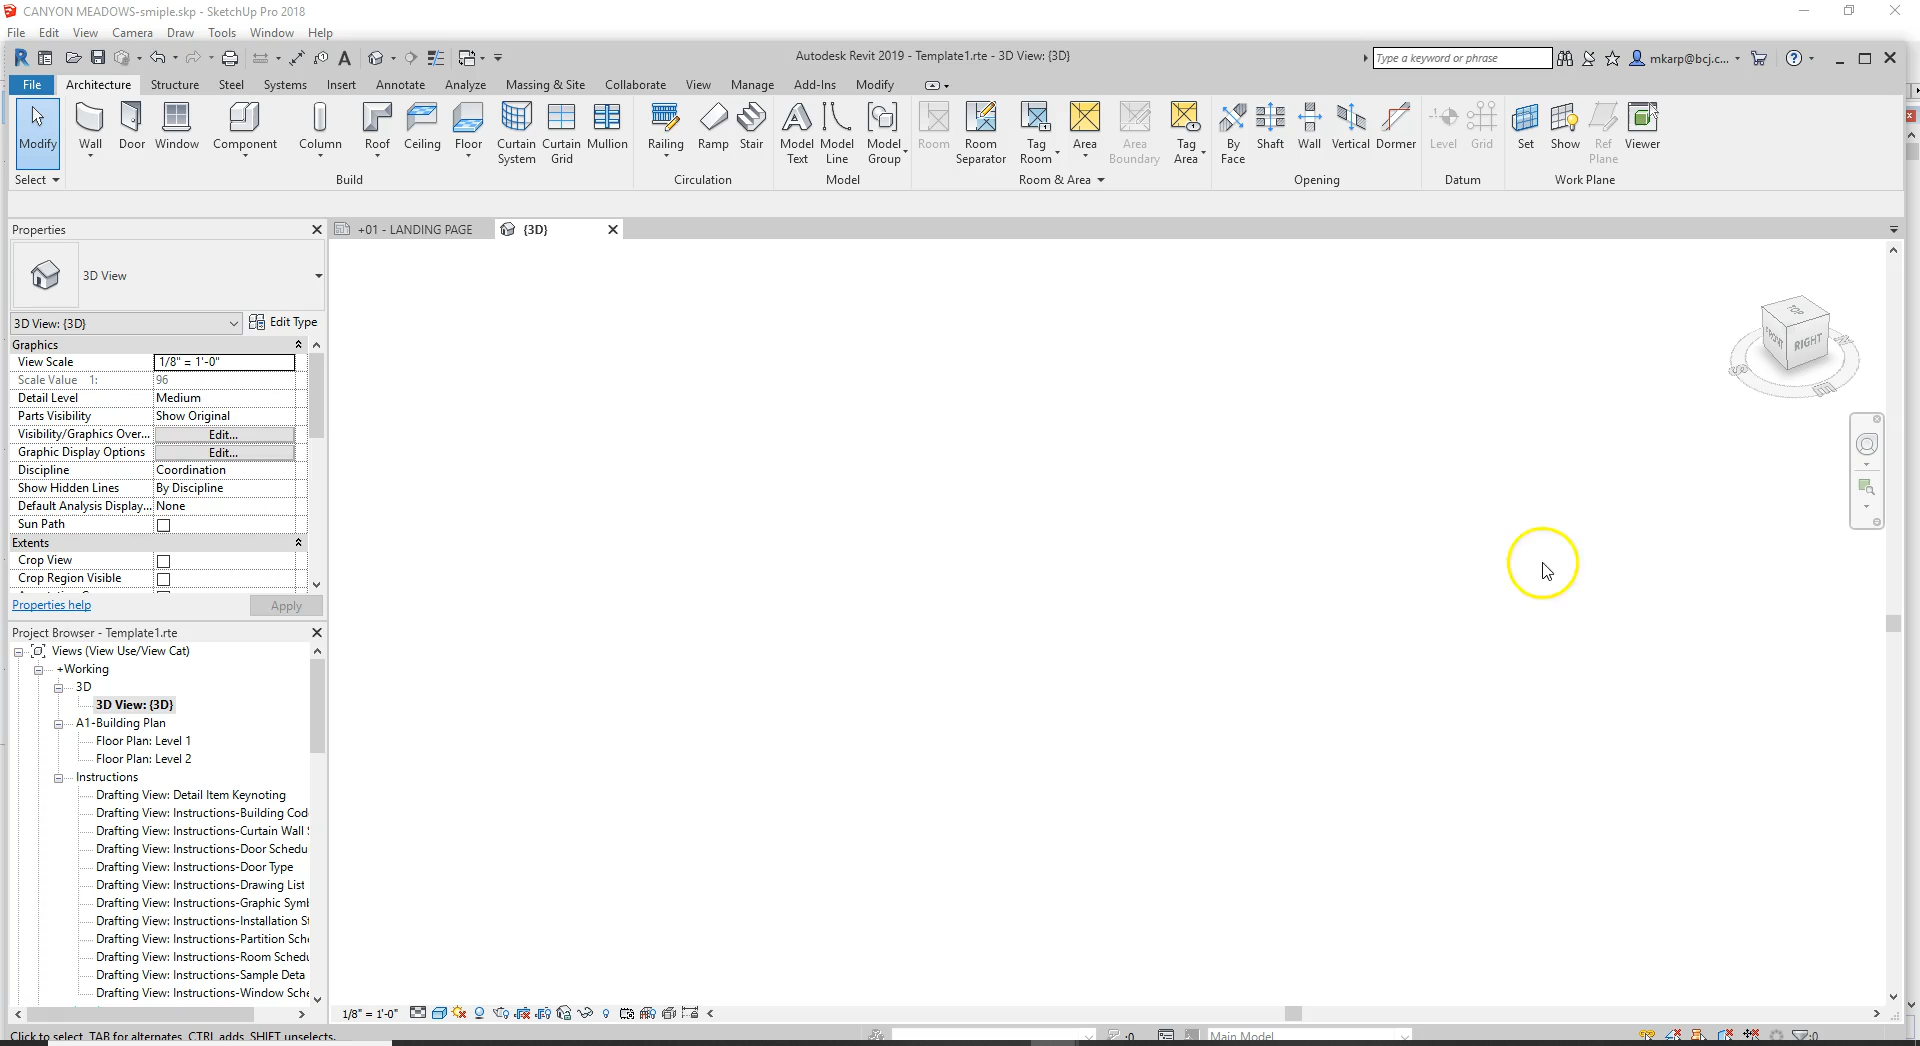 CANYON MEADOWS-smiple.skp - SketchUp Pro 2018
File Edit View Camera Draw Tools Window Help
Autodesk Revit 2019 - Template1.rte - 3D View: {3D}
Type a keyword or phrase
mkarp@bcj.c...
File Architecture Structure Steel Systems Insert Annotate Analyze Massing & Site Collaborate View Manage Add-Ins Modify
Modify Wall Door Window Component Column Roof Ceiling Floor Curtain System Curtain Grid Mullion Railing Ramp Stair Model Text Model Line Model Group Room Room Separator Tag Room Area Area Boundary Tag Area By Face Shaft Wall Vertical Dormer Level Grid Set Show Ref Plane Viewer
Select Build Circulation Model Room & Area Opening Datum Work Plane
Properties
+01 - LANDING PAGE
{3D}
3D View
3D View: {3D}
Edit Type
Graphics
View Scale 1/8" = 1'-0"
Scale Value 1: 96
Detail Level Medium
Parts Visibility Show Original
Visibility/Graphics Over... Edit...
Graphic Display Options Edit...
Discipline Coordination
Show Hidden Lines By Discipline
Default Analysis Display... None
Sun Path
Extents
Crop View
Crop Region Visible
Properties help
Apply
TOP
FRONT
RIGHT
S
E
Project Browser - Template1.rte
Views (View Use/View Cat)
+Working
3D
3D View: {3D}
A1-Building Plan
Floor Plan: Level 1
Floor Plan: Level 2
Instructions
Drafting View: Detail Item Keynoting
Drafting View: Instructions-Building Cod
Drafting View: Instructions-Curtain Wall
Drafting View: Instructions-Door Schedu
Drafting View: Instructions-Door Type
Drafting View: Instructions-Drawing List
Drafting View: Instructions-Graphic Symb
Drafting View: Instructions-Installation St
Drafting View: Instructions-Partition Sche
Drafting View: Instructions-Room Schedu
Drafting View: Instructions-Sample Deta
Drafting View: Instructions-Window Sche
1/8" = 1'-0"
Click to select, TAB for alternates, CTRL adds, SHIFT unselects.
:0
Main Model
:0